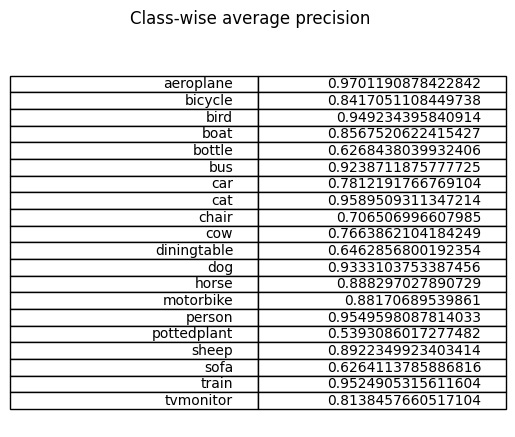 Class-wise average precision
aeroplane 0.9701190878422842
bicycle 0.8417051108449738
bird 0.949234395840914
boat 0.8567520622415427
bottle 0.6268438039932406
bus 0.9238711875777725
car 0.7812191766769104
cat 0.9589509311347214
chair 0.706506996607985
cow 0.7663862104184249
diningtable 0.6462856800192354
dog 0.9333103753387456
horse 0.888297027890729
motorbike 0.88170689539861
person 0.9549598087814033
pottedplant 0.5393086017277482
sheep 0.8922349923403414
sofa 0.6264113785886816
train 0.9524905315611604
tvmonitor 0.8138457660517104